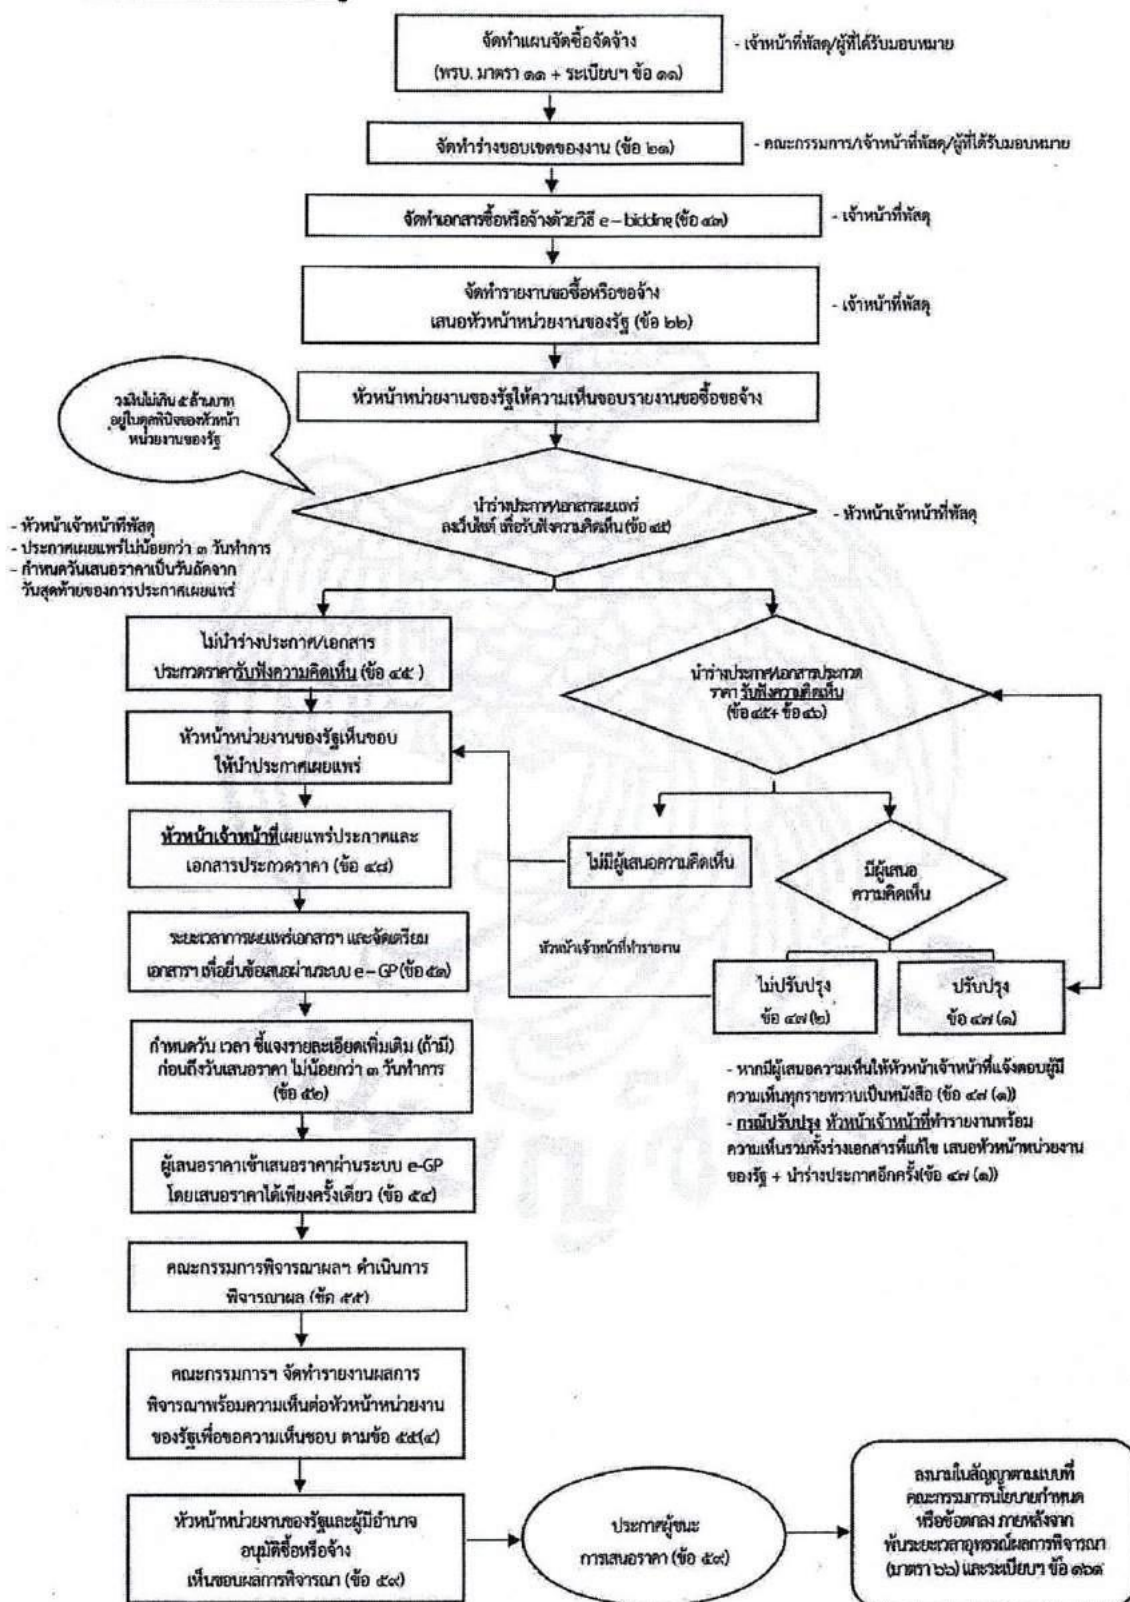 จัดทำแผนจัดซื้อจัดจ้าง
(พรบ. มาตรา ๑๑ + ระเบียบฯ ข้อ ๑๑)
- เจ้าหน้าที่พัสดุ/ผู้ที่ได้รับมอบหมาย
จัดทำร่างขอบเขตของงาน (ข้อ ๒๑)
- คณะกรรมการ/เจ้าหน้าที่พัสดุ/ผู้ที่ได้รับมอบหมาย
จัดทำเอกสารซื้อหรือจ้างด้วยวิธี e – bidding (ข้อ ๔๓)
- เจ้าหน้าที่พัสดุ
จัดทำรายงานขอซื้อหรือขอจ้าง
เสนอหัวหน้าหน่วยงานของรัฐ (ข้อ ๒๒)
- เจ้าหน้าที่พัสดุ
หัวหน้าหน่วยงานของรัฐให้ความเห็นชอบรายงานขอซื้อขอจ้าง
วงเงินไม่เกิน ๕ ล้านบาท
อยู่ในดุลพินิจของหัวหน้า
หน่วยงานของรัฐ
นำร่างประกาศ/เอกสารเผยแพร่
ลงเว็บไซต์ เพื่อรับฟังความคิดเห็น (ข้อ ๔๕)
- หัวหน้าเจ้าหน้าที่พัสดุ
- หัวหน้าเจ้าหน้าที่พัสดุ
- ประกาศเผยแพร่ไม่น้อยกว่า ๓ วันทำการ
- กำหนดวันเสนอราคาเป็นวันถัดจาก
วันสุดท้ายของการประกาศเผยแพร่
ไม่นำร่างประกาศ/เอกสาร
ประกวดราคารับฟังความคิดเห็น (ข้อ ๔๕ )
นำร่างประกาศ/เอกสารประกวด
ราคา รับฟังความคิดเห็น
(ข้อ ๔๕+ ข้อ ๔๖)
หัวหน้าหน่วยงานของรัฐเห็นชอบ
ให้นำประกาศเผยแพร่
หัวหน้าเจ้าหน้าที่เผยแพร่ประกาศและ
เอกสารประกวดราคา (ข้อ ๔๘)
ไม่มีผู้เสนอความคิดเห็น
มีผู้เสนอ
ความคิดเห็น
ระยะเวลาการเผยแพร่เอกสารฯ และจัดเตรียม
เอกสารฯ เพื่อยื่นข้อเสนอผ่านระบบ e – GP (ข้อ ๕๑)
หัวหน้าเจ้าหน้าที่ทำรายงาน
ไม่ปรับปรุง
ข้อ ๔๗ (๒)
ปรับปรุง
ข้อ ๔๗ (๑)
กำหนดวัน เวลา ชี้แจงรายละเอียดเพิ่มเติม (ถ้ามี)
ก่อนถึงวันเสนอราคา ไม่น้อยกว่า ๓ วันทำการ
(ข้อ ๕๒)
- หากมีผู้เสนอความเห็นให้หัวหน้าเจ้าหน้าที่แจ้งตอบผู้มี
ความเห็นทุกรายทราบเป็นหนังสือ (ข้อ ๔๗ (๑))
- กรณีปรับปรุง หัวหน้าเจ้าหน้าที่ทำรายงานพร้อม
ความเห็นรวมทั้งร่างเอกสารที่แก้ไข เสนอหัวหน้าหน่วยงาน
ของรัฐ + นำร่างประกาศอีกครั้ง(ข้อ ๔๗ (๑))
ผู้เสนอราคาเข้าเสนอราคาผ่านระบบ e-GP
โดยเสนอราคาได้เพียงครั้งเดียว (ข้อ ๕๔)
คณะกรรมการพิจารณาผลฯ ดำเนินการ
พิจารณาผล (ข้อ ๕๕)
คณะกรรมการฯ จัดทำรายงานผลการ
พิจารณาพร้อมความเห็นต่อหัวหน้าหน่วยงาน
ของรัฐเพื่อขอความเห็นชอบ ตามข้อ ๕๕(๔)
หัวหน้าหน่วยงานของรัฐและผู้มีอำนาจ
อนุมัติซื้อหรือจ้าง
เห็นชอบผลการพิจารณา (ข้อ ๕๙)
ประกาศผู้ชนะ
การเสนอราคา (ข้อ ๕๙)
ลงนามในสัญญาตามแบบที่
คณะกรรมการนโยบายกำหนด
หรือข้อตกลง ภายหลังจาก
พ้นระยะเวลาอุทธรณ์ผลการพิจารณา
(มาตรา ๖๖) และระเบียบฯ ข้อ ๑๖๑